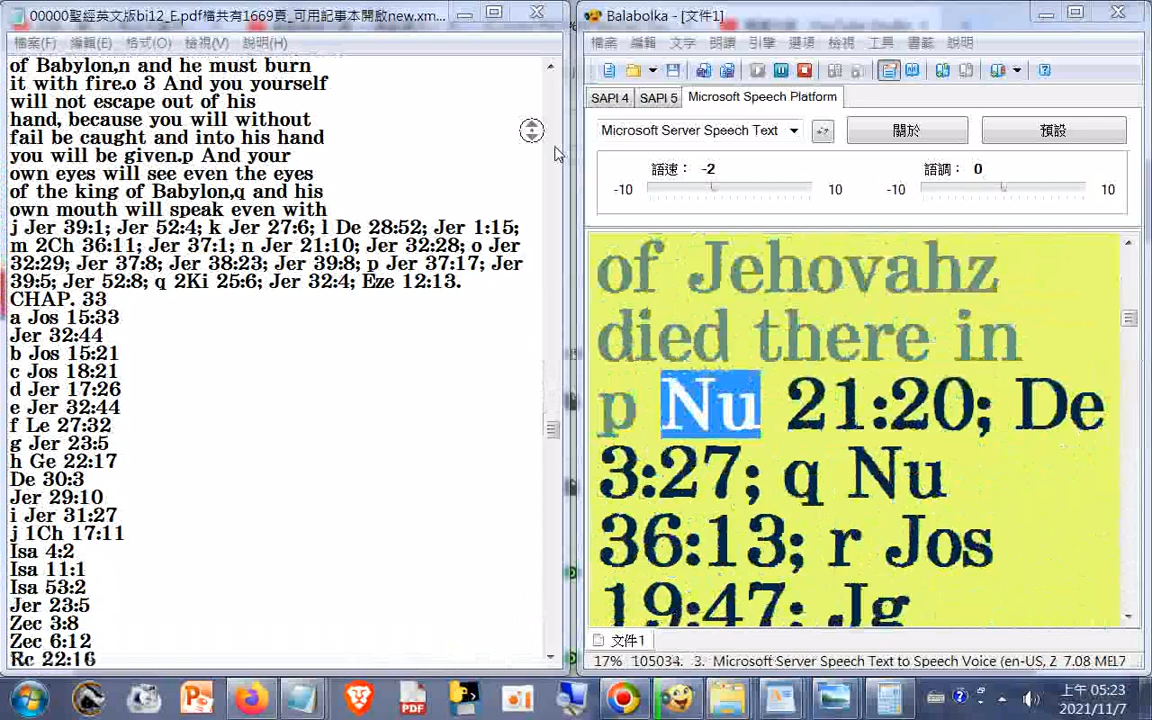 00000聖經英文版bi12_E.pdf檔共有1669頁_可用記事本開啟new.xm...
檔案(F) 編輯(E) 格式(O) 檢視(V) 說明(H)
of Babylon,n and he must burn
it with fire.o 3 And you yourself
will not escape out of his
hand, because you will without
fail be caught and into his hand
you will be given.p And your
own eyes will see even the eyes
of the king of Babylon,q and his
own mouth will speak even with
j Jer 39:1; Jer 52:4; k Jer 27:6; l De 28:52; Jer 1:15;
m 2Ch 36:11; Jer 37:1; n Jer 21:10; Jer 32:28; o Jer
32:29; Jer 37:8; Jer 38:23; Jer 39:8; p Jer 37:17; Jer
39:5; Jer 52:8; q 2Ki 25:6; Jer 32:4; Eze 12:13.
CHAP. 33
a Jos 15:33
Jer 32:44
b Jos 15:21
c Jos 18:21
d Jer 17:26
e Jer 32:44
f Le 27:32
g Jer 23:5
h Ge 22:17
De 30:3
Jer 29:10
i Jer 31:27
j 1Ch 17:11
Isa 4:2
Isa 11:1
Isa 53:2
Jer 23:5
Zec 3:8
Zec 6:12
Rc 22:16
Balabolka - [文件1]
檔案 編輯 文字 朗讀 引擎 選項 檢視 工具 書籤 說明
SAPI 4 SAPI 5 Microsoft Speech Platform
Microsoft Server Speech Text 關於 預設
語速： -2 語調： 0
-10 10 -10 10
of Jehovahz
died there in
p Nu 21:20; De
3:27; q Nu
36:13; r Jos
19:47; Jg
文件1
17% 105034. 3. Microsoft Server Speech Text to Speech Voice (en-US, Z 7.08 ME
上午 05:23
2021/11/7